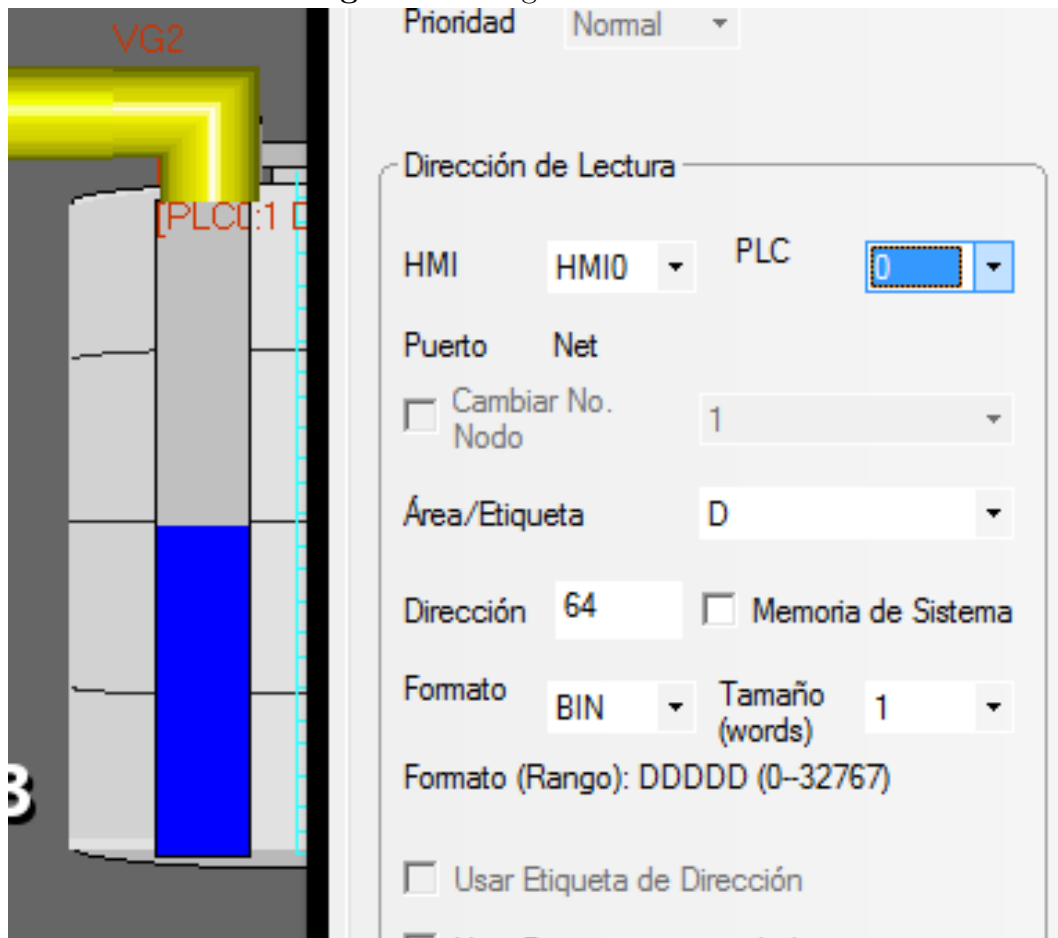 VG2
[PLC0:1 D
3
Prioridad Normal
Dirección de Lectura
HMI HMI0 PLC 0
Puerto Net
Cambiar No.
Nodo
1
Área/Etiqueta D
Dirección 64 Memoria de Sistema
Formato BIN Tamaño
(words) 1
Formato (Rango): DDDDD (0--32767)
Usar Etiqueta de Dirección